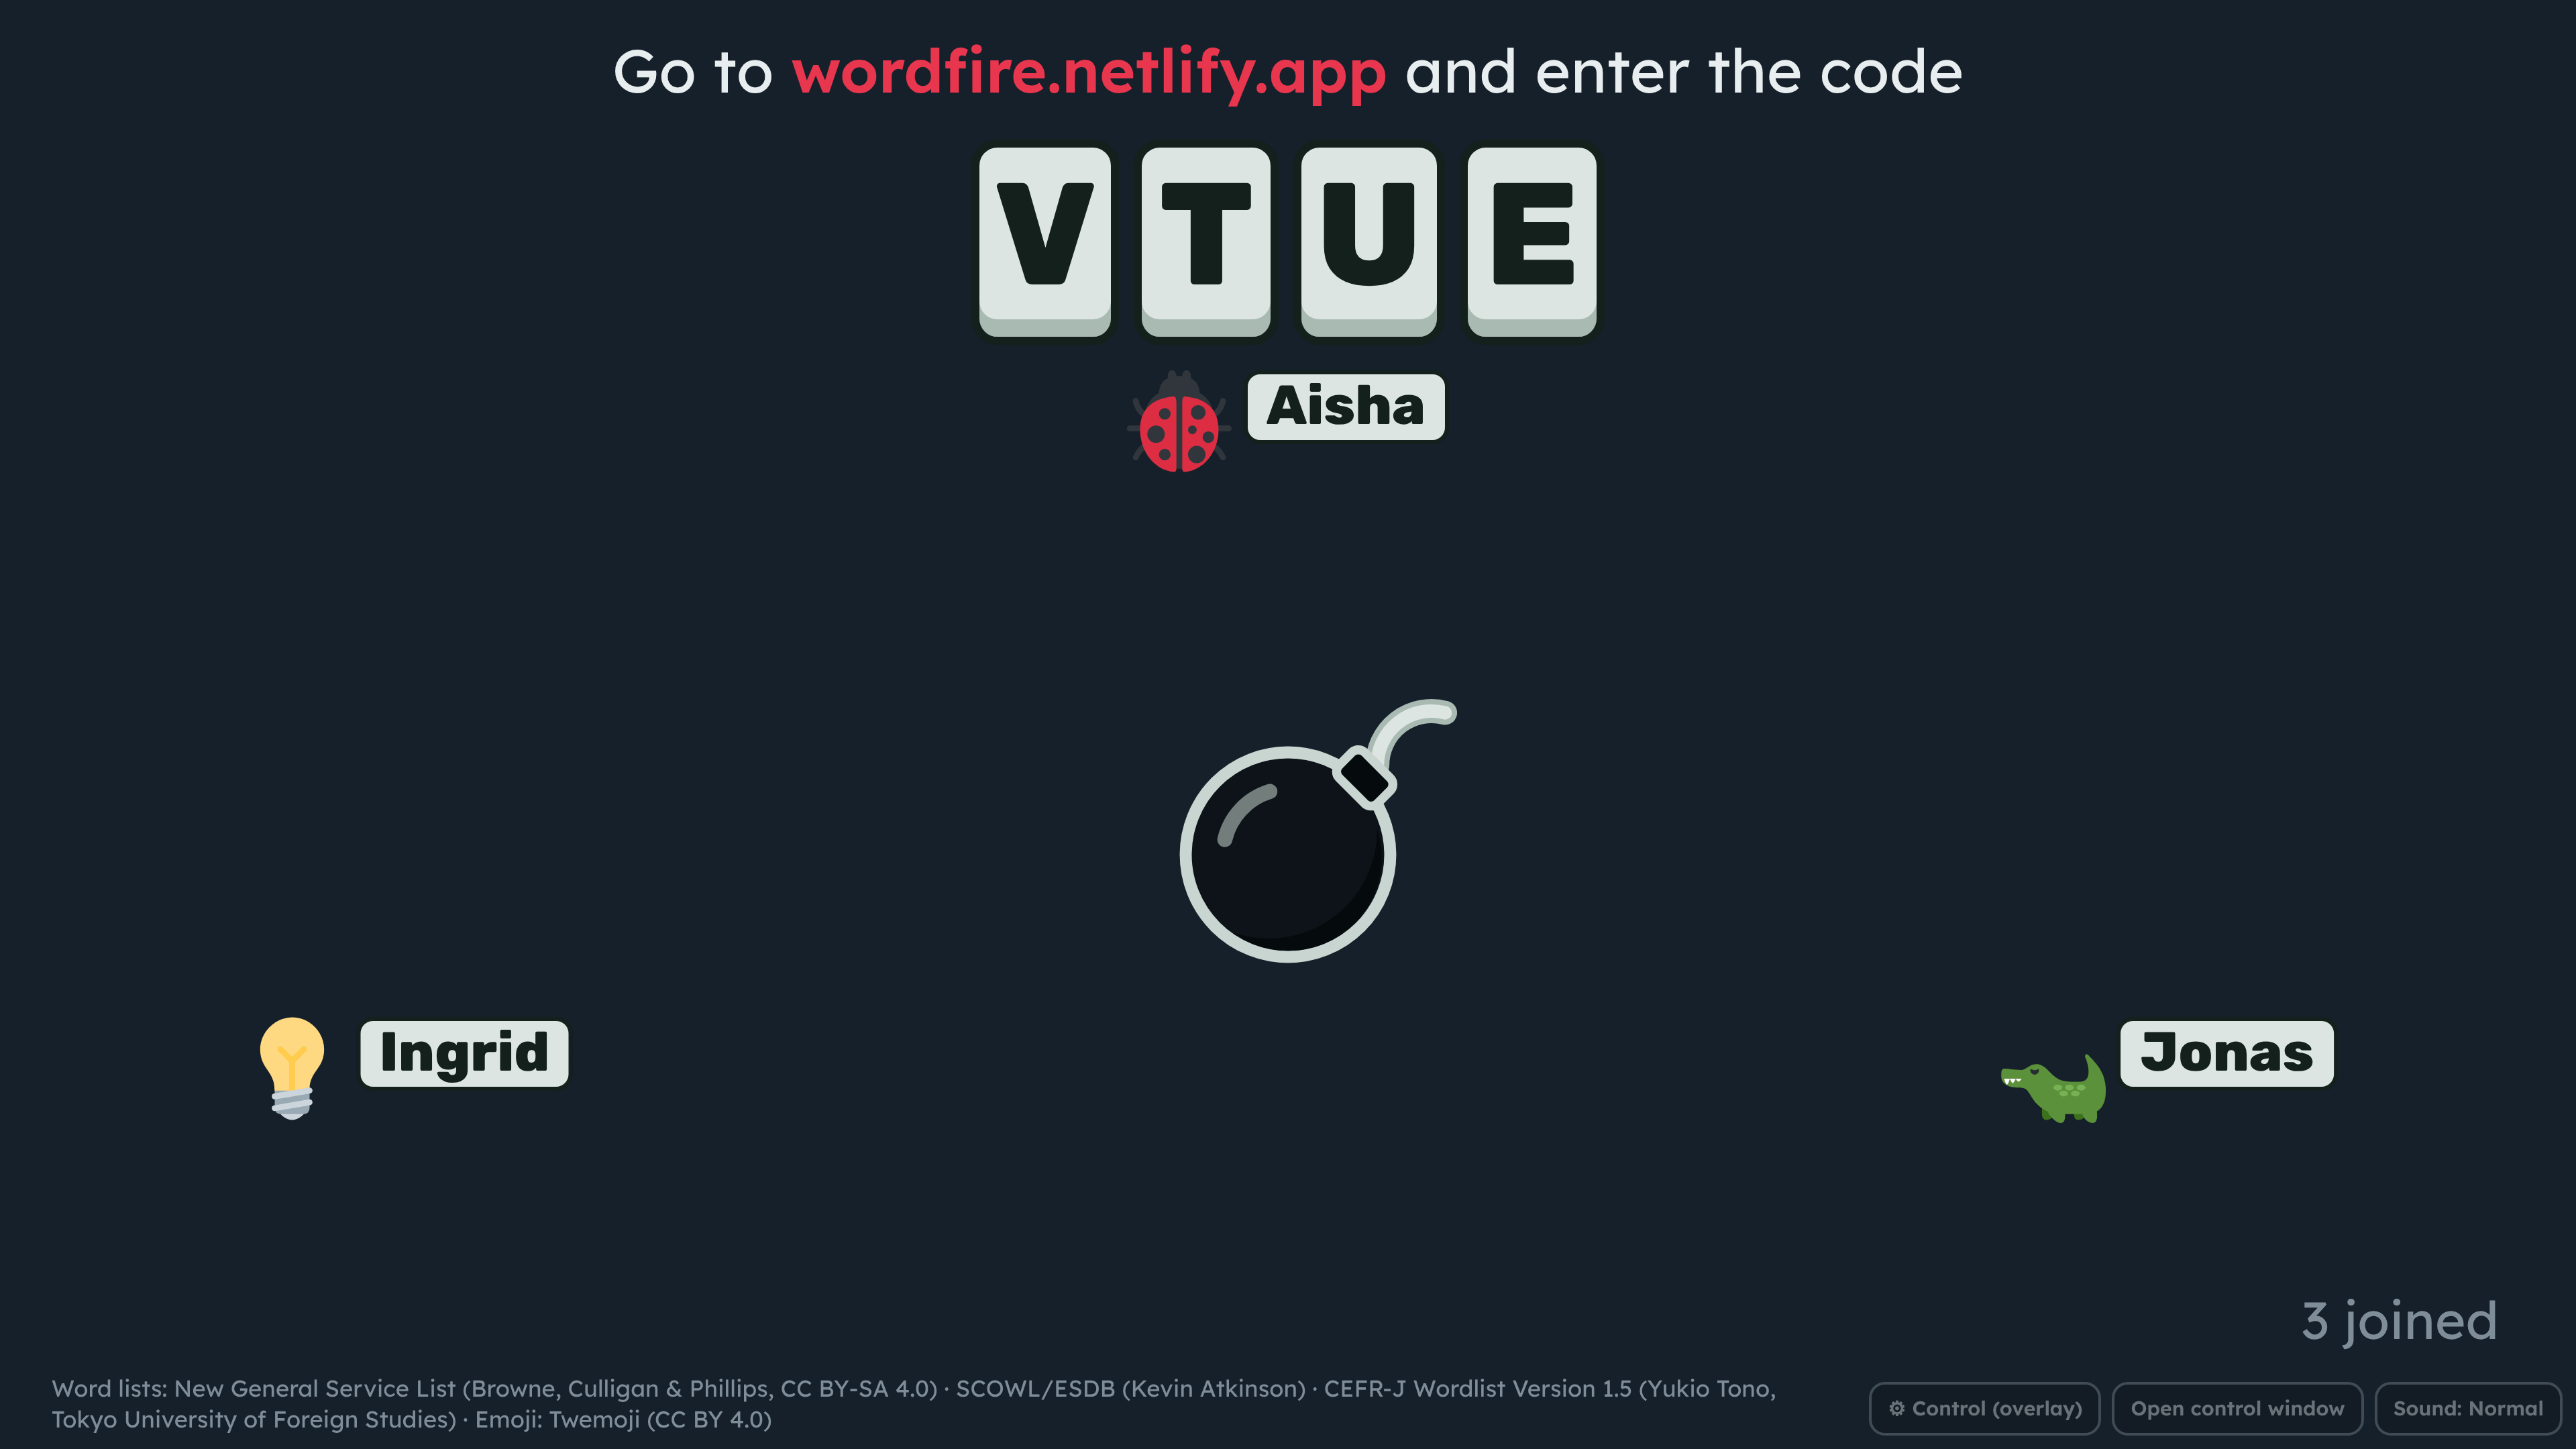 Go to wordfire.netlify.app and enter the code
VTUE
Aisha
Ingrid
Jonas
3 joined
Word lists: New General Service List (Browne, Culligan & Phillips, CC BY-SA 4.0) · SCOWL/ESDB (Kevin Atkinson) · CEFR-J Wordlist Version 1.5 (Yukio Tono,
Tokyo University of Foreign Studies) · Emoji: Twemoji (CC BY 4.0)
⚙ Control (overlay)
Open control window
Sound: Normal